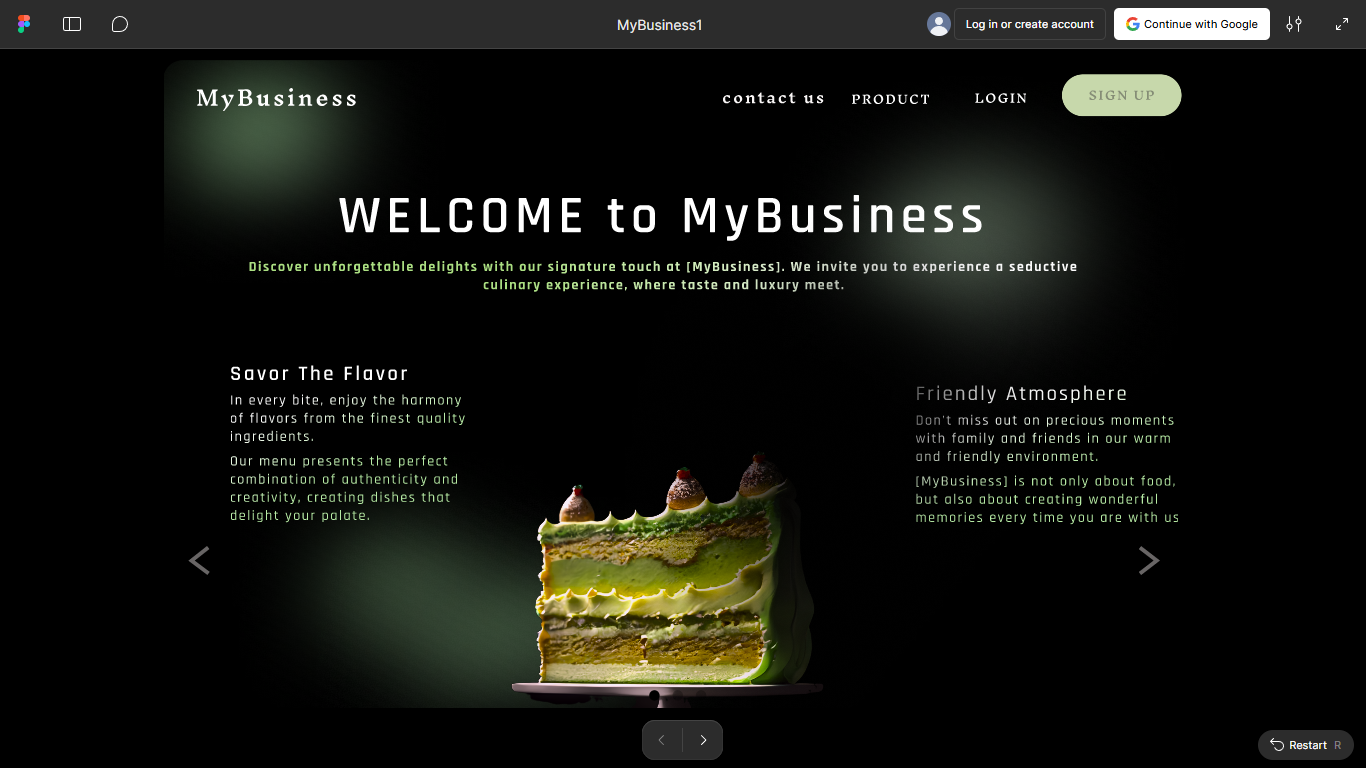 MyBusiness1
Log in or create account
Continue with Google
MyBusiness
contact us
PRODUCT
LOGIN
SIGN UP
WELCOME to MyBusiness
Discover unforgettable delights with our signature touch at [MyBusiness]. We invite you to experience a seductive
culinary experience, where taste and luxury meet.
Savor The Flavor
In every bite, enjoy the harmony
of flavors from the finest quality
ingredients.
Our menu presents the perfect
combination of authenticity and
creativity, creating dishes that
delight your palate.
Friendly Atmosphere
Don't miss out on precious moments
with family and friends in our warm
and friendly environment.
[MyBusiness] is not only about food,
but also about creating wonderful
memories every time you are with us
Restart R